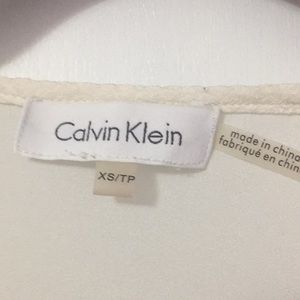 Calvin Klein
XS/TP
made in china
fabriqué en chine